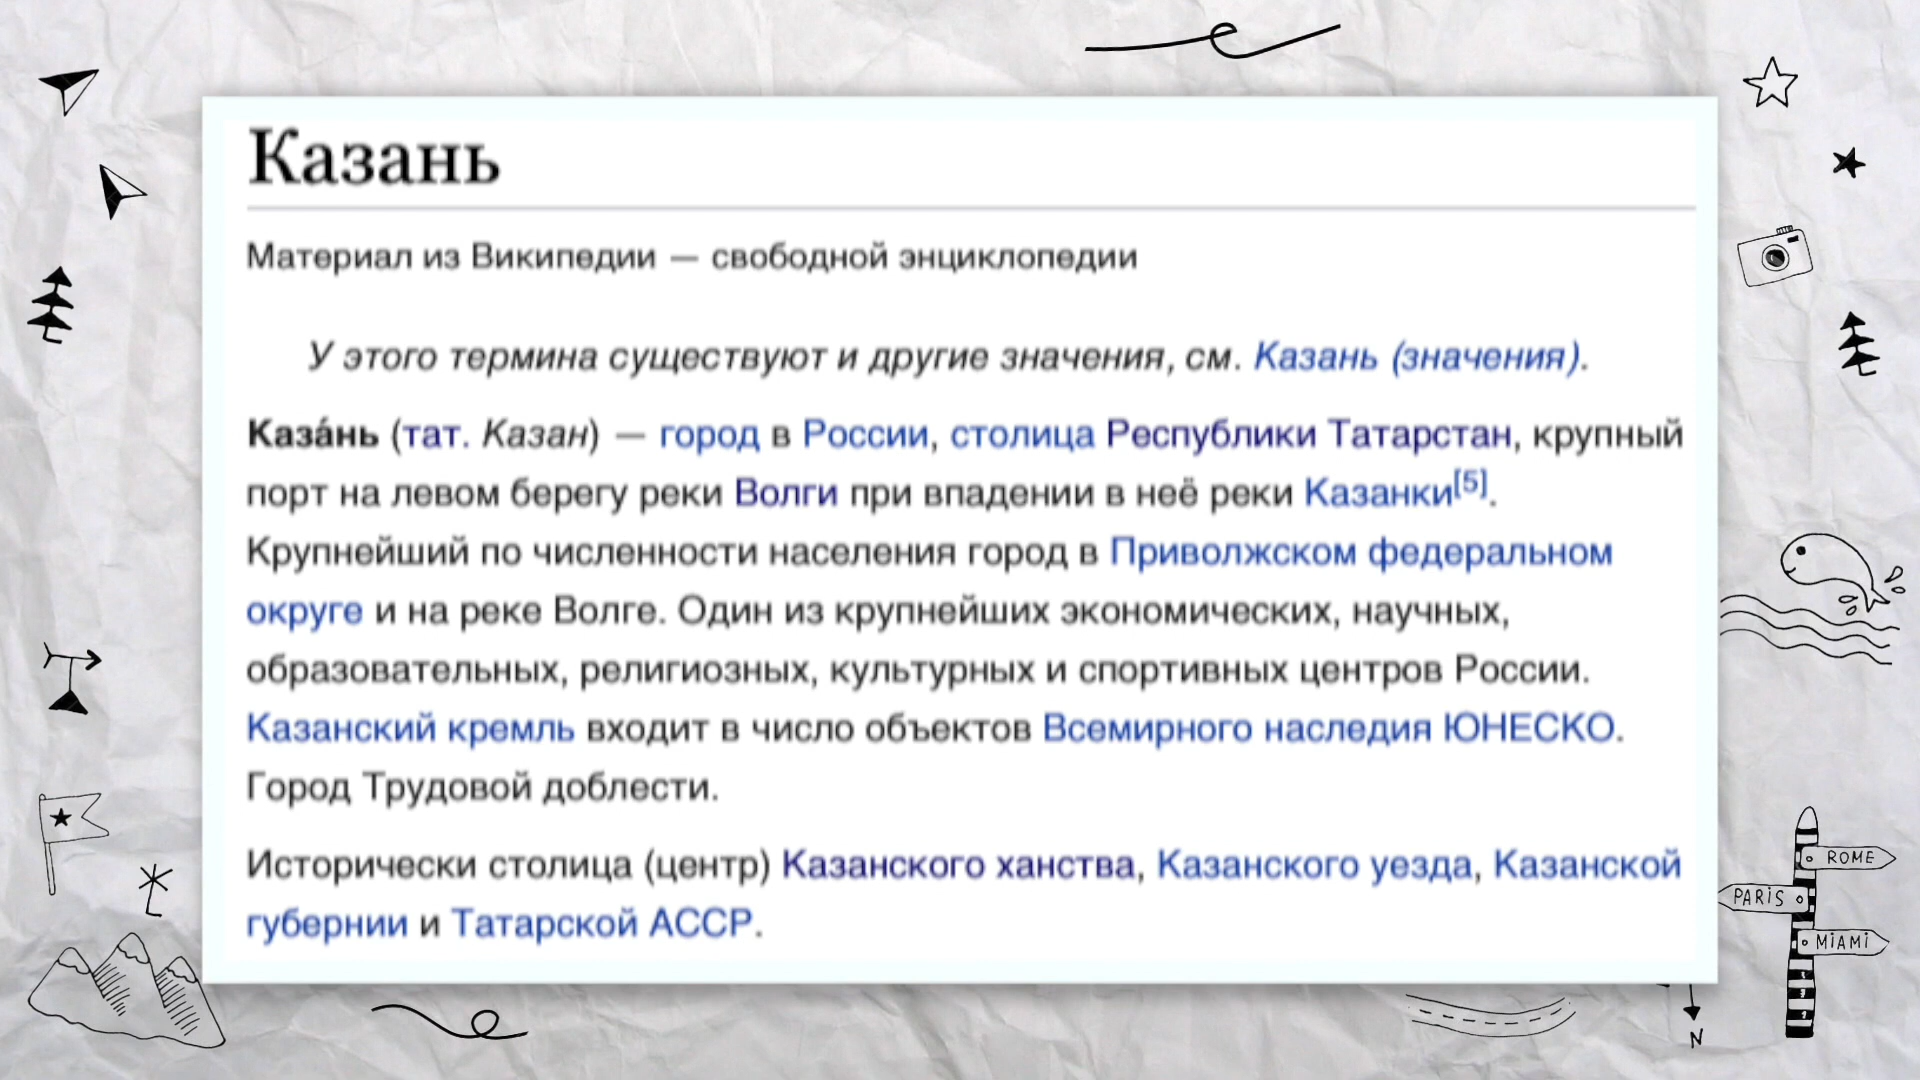 Казань
Материал из Википедии — свободной энциклопедии
У этого термина существуют и другие значения, см. Казань (значения).
Каза́нь (тат. Казан) — город в России, столица Республики Татарстан, крупный
порт на левом берегу реки Волги при впадении в неё реки Казанки[5].
Крупнейший по численности населения город в Приволжском федеральном
округе и на реке Волге. Один из крупнейших экономических, научных,
образовательных, религиозных, культурных и спортивных центров России.
Казанский кремль входит в число объектов Всемирного наследия ЮНЕСКО.
Город Трудовой доблести.
Исторически столица (центр) Казанского ханства, Казанского уезда, Казанской
губернии и Татарской АССР.
ROME
PARIS
MIAMI
N